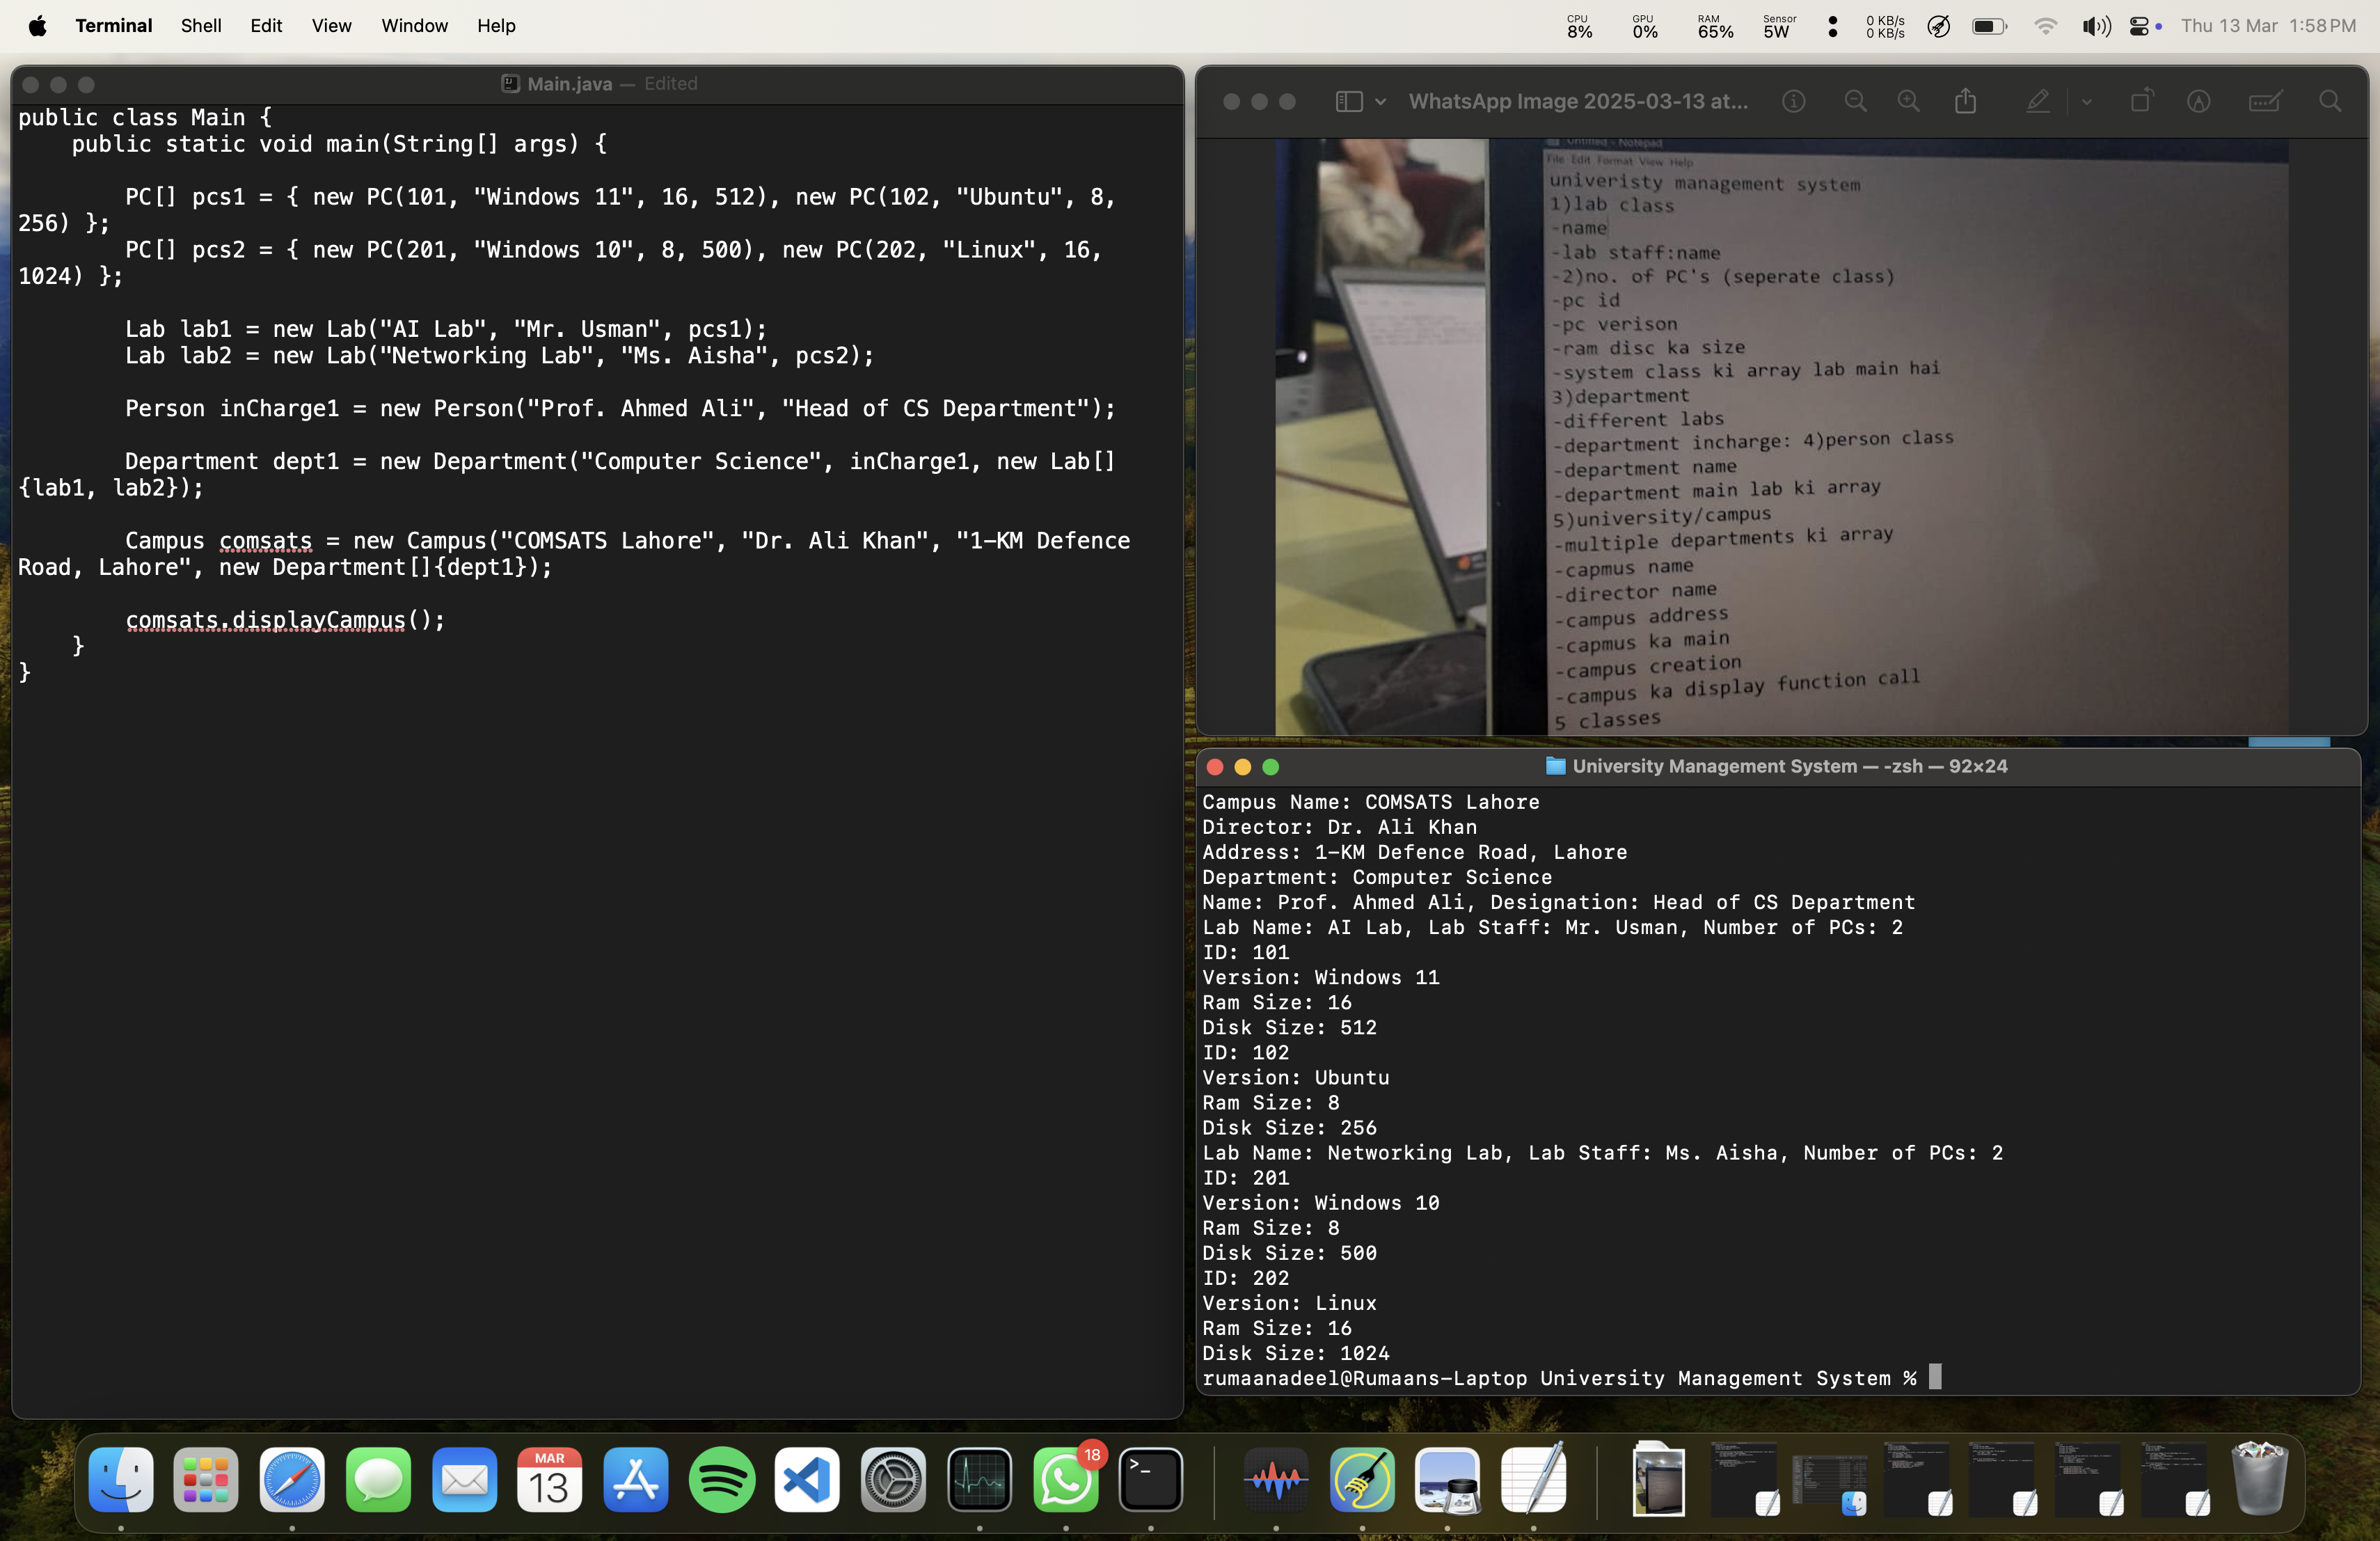 Terminal Shell Edit View Window Help
CPU 8% GPU 0% RAM 65% Sensor 5W 0 KB/s 0 KB/s Thu 13 Mar 1:58 PM
Main.java — Edited
public class Main {
public static void main(String[] args) {
PC[] pcs1 = { new PC(101, "Windows 11", 16, 512), new PC(102, "Ubuntu", 8,
256) };
PC[] pcs2 = { new PC(201, "Windows 10", 8, 500), new PC(202, "Linux", 16,
1024) };
Lab lab1 = new Lab("AI Lab", "Mr. Usman", pcs1);
Lab lab2 = new Lab("Networking Lab", "Ms. Aisha", pcs2);
Person inCharge1 = new Person("Prof. Ahmed Ali", "Head of CS Department");
Department dept1 = new Department("Computer Science", inCharge1, new Lab[]
{lab1, lab2});
Campus comsats = new Campus("COMSATS Lahore", "Dr. Ali Khan", "1-KM Defence
Road, Lahore", new Department[]{dept1});
comsats.displayCampus();
}
}
WhatsApp Image 2025-03-13 at...
Untitled - Notepad
File Edit Format View Help
univeristy management system
1)lab class
-name
-lab staff:name
-2)no. of PC's (seperate class)
-pc id
-pc verison
-ram disc ka size
-system class ki array lab main hai
3)department
-different labs
-department incharge: 4)person class
-department name
-department main lab ki array
5)university/campus
-multiple departments ki array
-capmus name
-director name
-campus address
-capmus ka main
-campus creation
-campus ka display function call
5 classes
University Management System — -zsh — 92×24
Campus Name: COMSATS Lahore
Director: Dr. Ali Khan
Address: 1-KM Defence Road, Lahore
Department: Computer Science
Name: Prof. Ahmed Ali, Designation: Head of CS Department
Lab Name: AI Lab, Lab Staff: Mr. Usman, Number of PCs: 2
ID: 101
Version: Windows 11
Ram Size: 16
Disk Size: 512
ID: 102
Version: Ubuntu
Ram Size: 8
Disk Size: 256
Lab Name: Networking Lab, Lab Staff: Ms. Aisha, Number of PCs: 2
ID: 201
Version: Windows 10
Ram Size: 8
Disk Size: 500
ID: 202
Version: Linux
Ram Size: 16
Disk Size: 1024
rumaanadeel@Rumaans-Laptop University Management System %
MAR
13
18